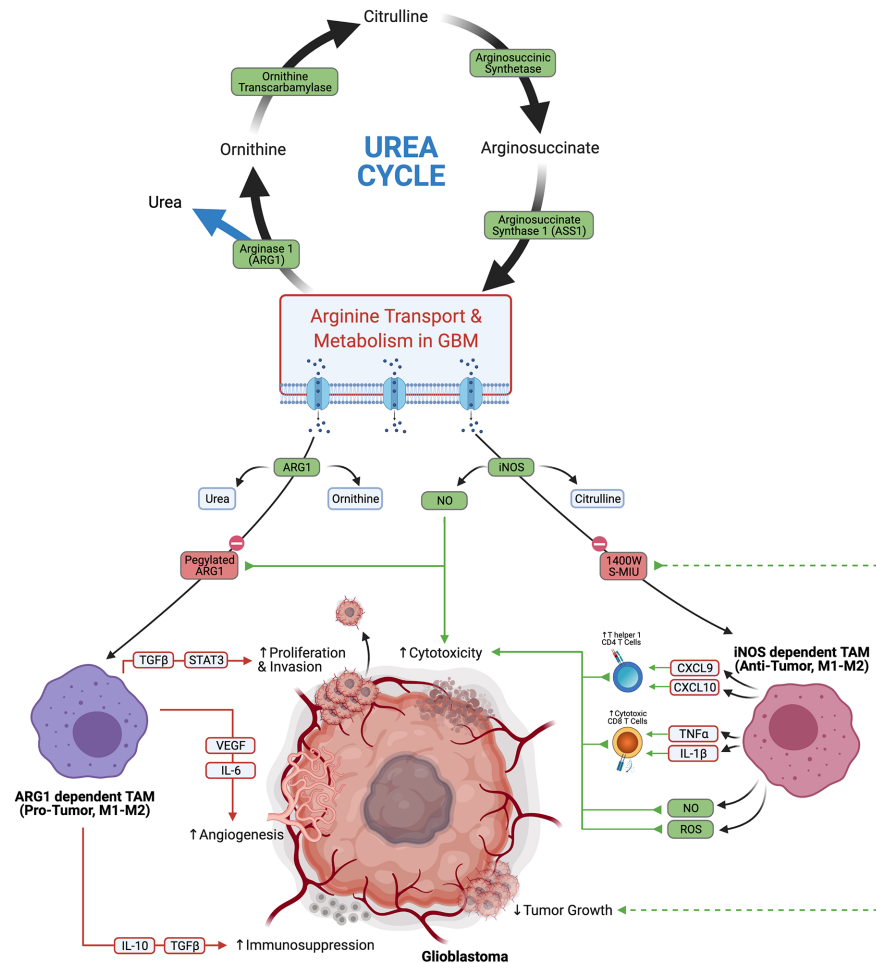 Citrulline
Arginosuccinic
Synthetase
Ornithine
Transcarbamylase
UREA
CYCLE
Ornithine
Arginosuccinate
Urea
Arginosuccinate
Synthase 1 (ASS1)
Arginase 1
(ARG1)
Arginine Transport &
Metabolism in GBM
ARG1
iNOS
Urea
Ornithine
NO
Citrulline
Pegylated
ARG1
1400W
S-MIU
TGFβ
STAT3
↑Proliferation
& Invasion
↑Cytotoxicity
↑T helper 1
CD4 T Cells
iNOS dependent TAM
(Anti-Tumor, M1-M2)
CXCL9
CXCL10
↑Cytotoxic
CD8 T Cells
TNFα
IL-1β
VEGF
IL-6
ARG1 dependent TAM
(Pro-Tumor, M1-M2)
↑Angiogenesis
NO
ROS
↓Tumor Growth
IL-10
TGFβ
↑Immunosuppression
Glioblastoma